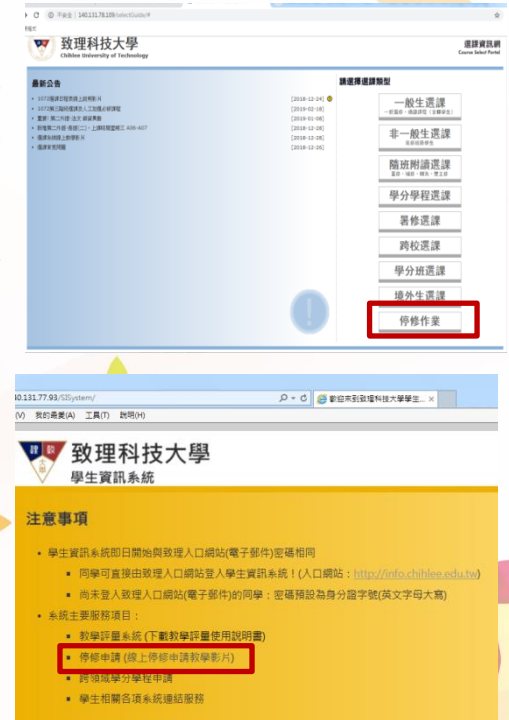 不安全 | 140.131.78.109/selectGuide/#
致理科技大學
Chihlee University of Technology
選課資訊網
Course Select Portal
最新公告
請選擇選課類型
[2018-12-24]
[2019-02-18]
[2019-01-08]
[2018-12-26]
[2018-12-26]
[2018-12-26]
一般生選課
非一般生選課
隨班附讀選課
學分學程選課
暑修選課
跨校選課
學分班選課
境外生選課
停修作業
40.131.77.93/SISystem/
歡迎來到致理科技大學學生...
(V) 我的最愛(A) 工具(T) 說明(H)
致理科技大學
學生資訊系統
注意事項
學生資訊系統即日開始與致理入口網站(電子郵件)密碼相同
同學可直接由致理入口網站登入學生資訊系統！(入口網站：http://info.chihlee.edu.tw)
尚未登入致理入口網站(電子郵件)的同學：密碼預設為身分證字號(英文字母大寫)
系統主要服務項目：
教學評量系統 (下載教學評量使用說明書)
停修申請 (線上停修申請教學影片)
跨領域學分學程申請
學生相關各項系統連結服務